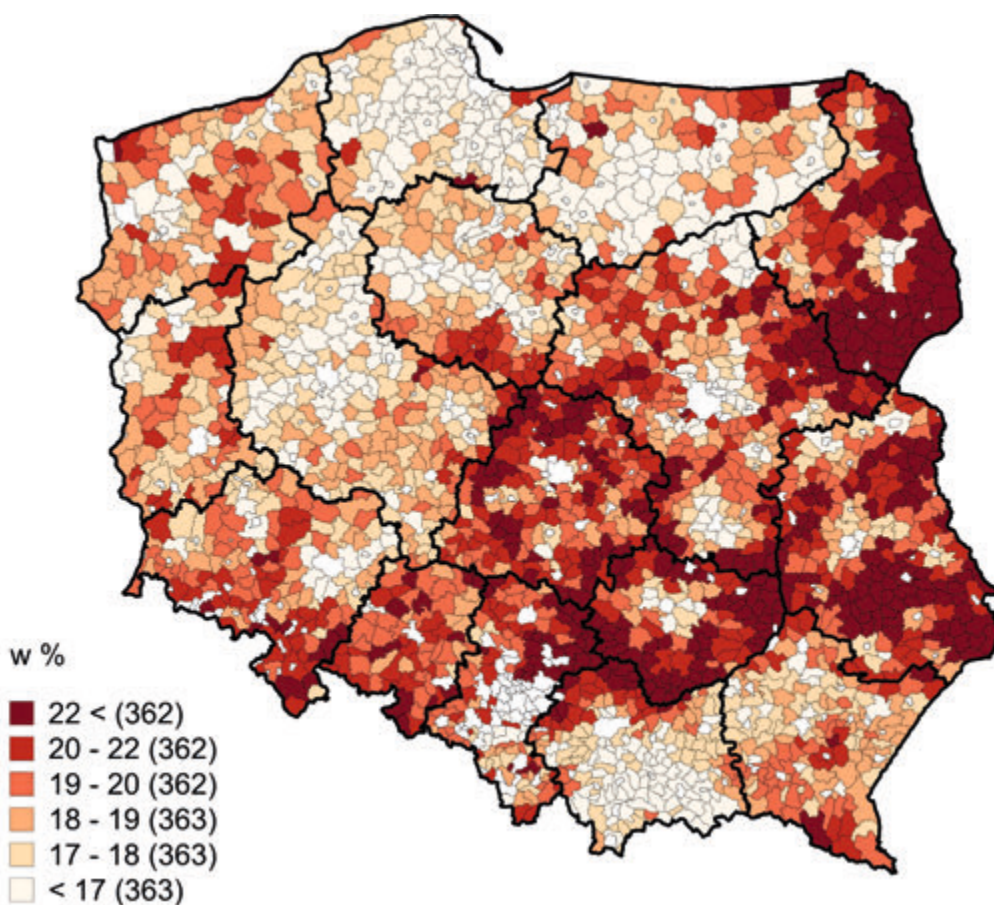 w %
22 < (362)
20 - 22 (362)
19 - 20 (362)
18 - 19 (363)
17 - 18 (363)
< 17 (363)